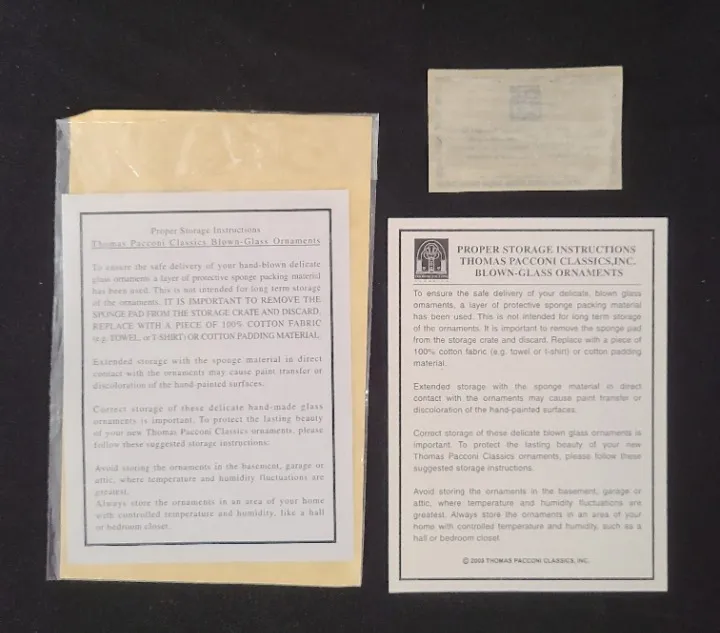 Proper Storage Instructions
Thomas Pacconi Classics Blown-Glass Ornaments
To ensure the safe delivery of your hand-blown delicate
glass ornaments a layer of protective sponge packing material
has been used. This is not intended for long term storage
of the ornaments. IT IS IMPORTANT TO REMOVE THE
SPONGE PAD FROM THE STORAGE CRATE AND DISCARD.
REPLACE WITH A PIECE OF 100% COTTON FABRIC
(e.g. TOWEL, or T-SHIRT) OR COTTON PADDING MATERIAL.
Extended storage with the sponge material in direct
contact with the ornaments may cause paint transfer or
discoloration of the hand-painted surfaces.
Correct storage of these delicate hand-made glass
ornaments is important. To protect the lasting beauty
of your new Thomas Pacconi Classics ornaments, please
follow these suggested storage instructions:
Avoid storing the ornaments in the basement, garage or
attic, where temperature and humidity fluctuations are
greatest.
Always store the ornaments in an area of your home
with controlled temperature and humidity, like a hall
or bedroom closet.
PROPER STORAGE INSTRUCTIONS
THOMAS PACCONI CLASSICS,INC.
BLOWN-GLASS ORNAMENTS
To ensure the safe delivery of your delicate, blown glass
ornaments, a layer of protective sponge packing material
has been used. This is not intended for long term storage
of the ornaments. It is important to remove the sponge pad
from the storage crate and discard. Replace with a piece of
100% cotton fabric (e.g. towel or t-shirt) or cotton padding
material.
Extended storage with the sponge material in direct
contact with the ornaments may cause paint transfer or
discoloration of the hand-painted surfaces.
Correct storage of these delicate blown glass ornaments is
important. To protect the lasting beauty of your new
Thomas Pacconi Classics ornaments, please follow these
suggested storage instructions.
Avoid storing the ornaments in the basement, garage or
attic, where temperature and humidity fluctuations are
greatest. Always store the ornaments in an area of your
home with controlled temperature and humidity, such as a
hall or bedroom closet.
© 2003 THOMAS PACCONI CLASSICS, INC.